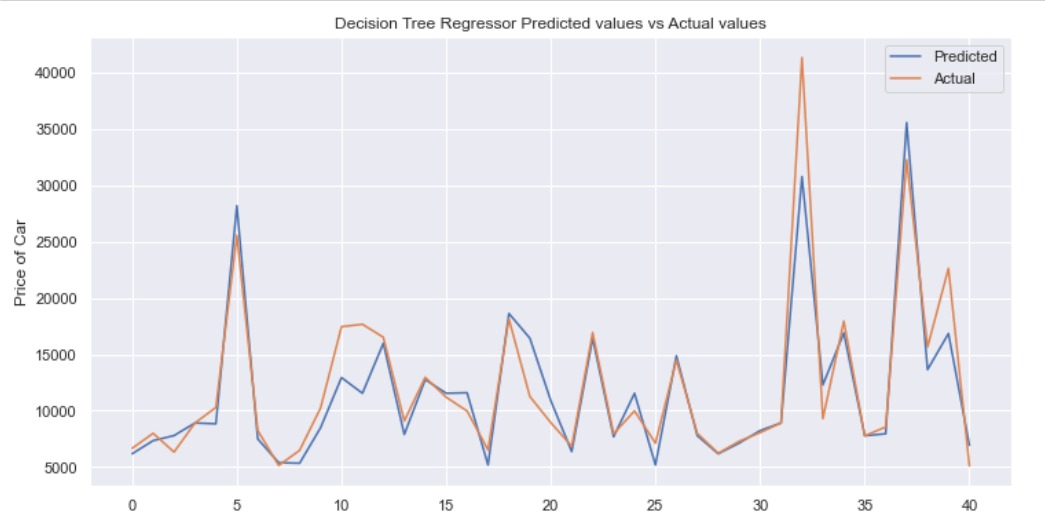 Decision Tree Regressor Predicted values vs Actual values
Predicted
Actual
40000
35000
30000
25000
20000
15000
10000
5000
Price of Car
0 5 10 15 20 25 30 35 40